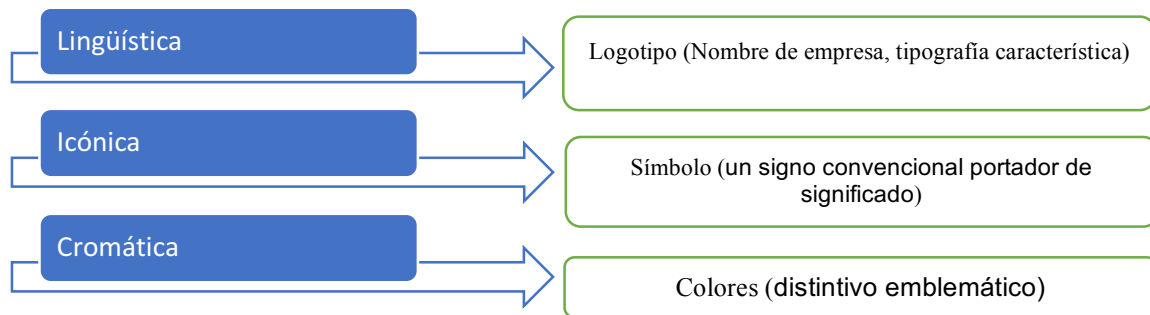 Lingüística
Logotipo (Nombre de empresa, tipografía característica)
Icónica
Símbolo (un signo convencional portador de
significado)
Cromática
Colores (distintivo emblemático)